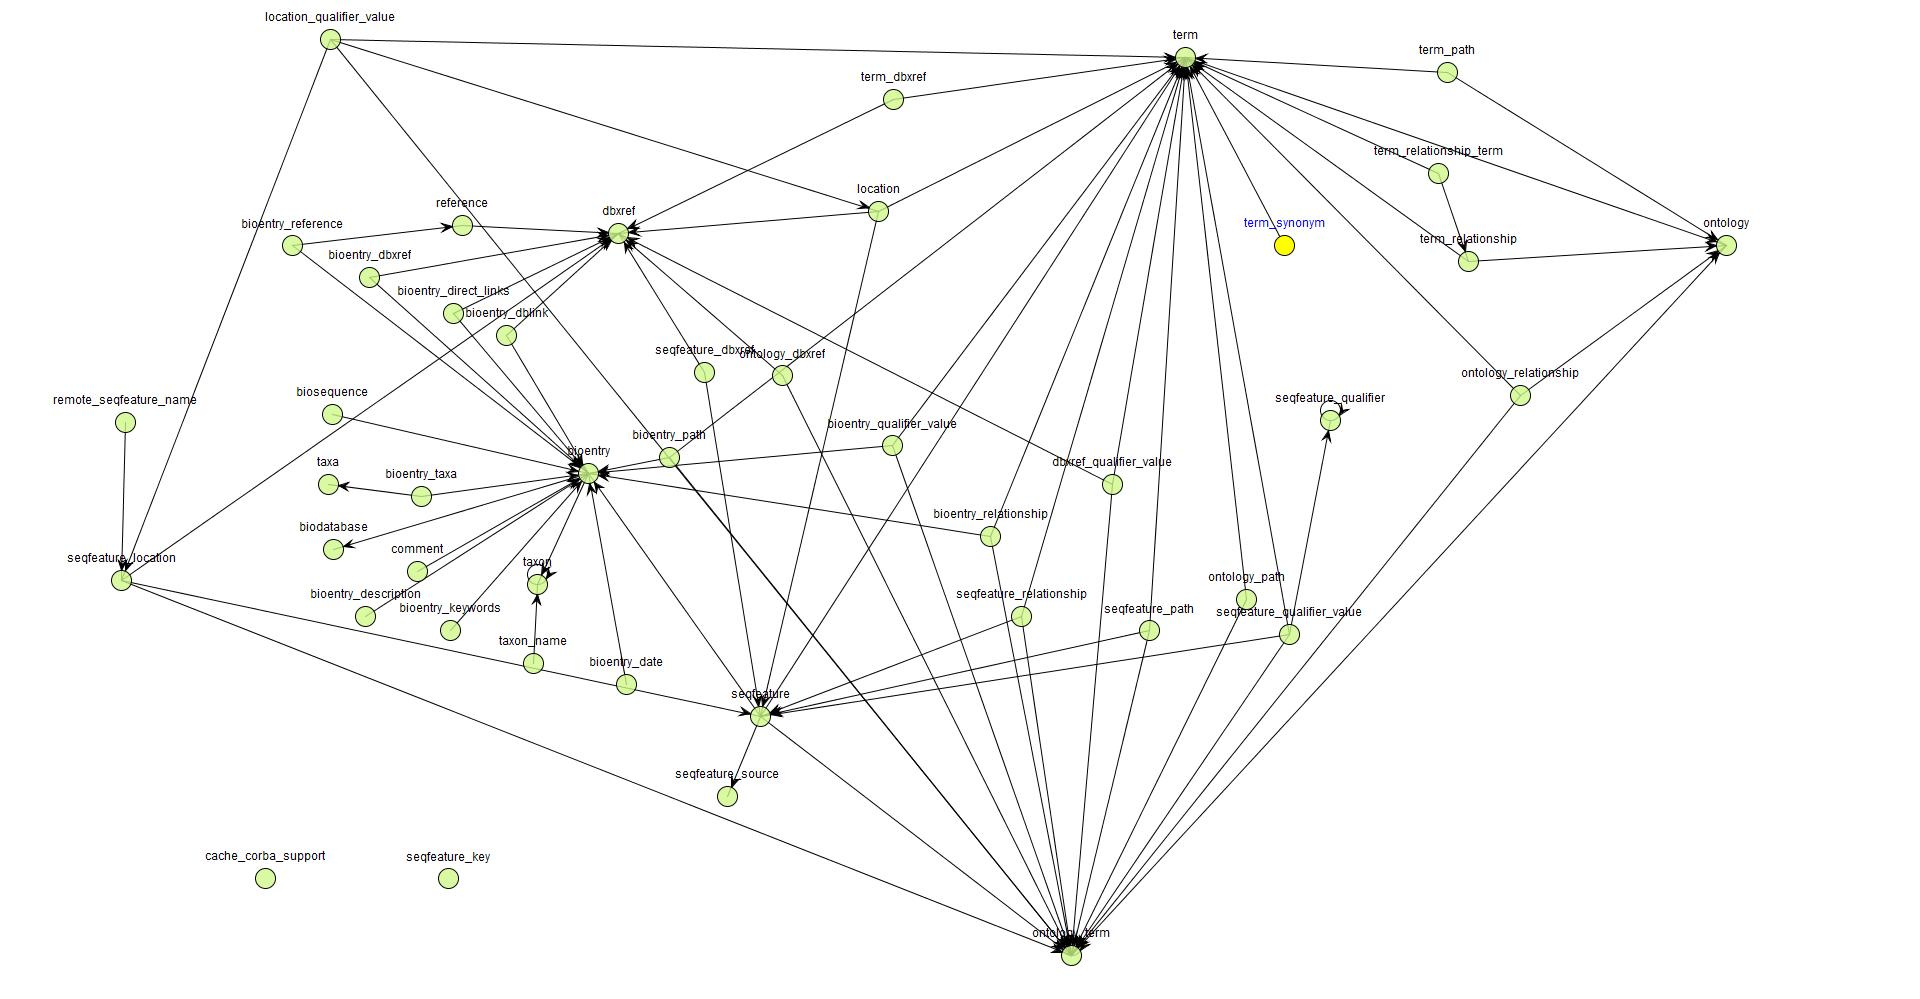 location_qualifier_value
term
term_path
term_dbxref
term_relationship_term
location
reference
dbxref
bioentry_reference
term_synonym
ontology
term_relationship
bioentry_dbxref
bioentry_direct_links
bioentry_dblink
seqfeature_dbxref
ontology_dbxref
ontology_relationship
biosequence
remote_seqfeature_name
seqfeature_qualifier
bioentry_qualifier_value
bioentry_path
bioentry
taxa
bioentry_taxa
dbxref_qualifier_value
bioentry_relationship
biodatabase
comment
seqfeature_location
taxon
ontology_path
bioentry_description
seqfeature_relationship
bioentry_keywords
seqfeature_path
seqfeature_qualifier_value
taxon_name
bioentry_date
seqfeature
seqfeature_source
cache_corba_support
seqfeature_key
ontology_term